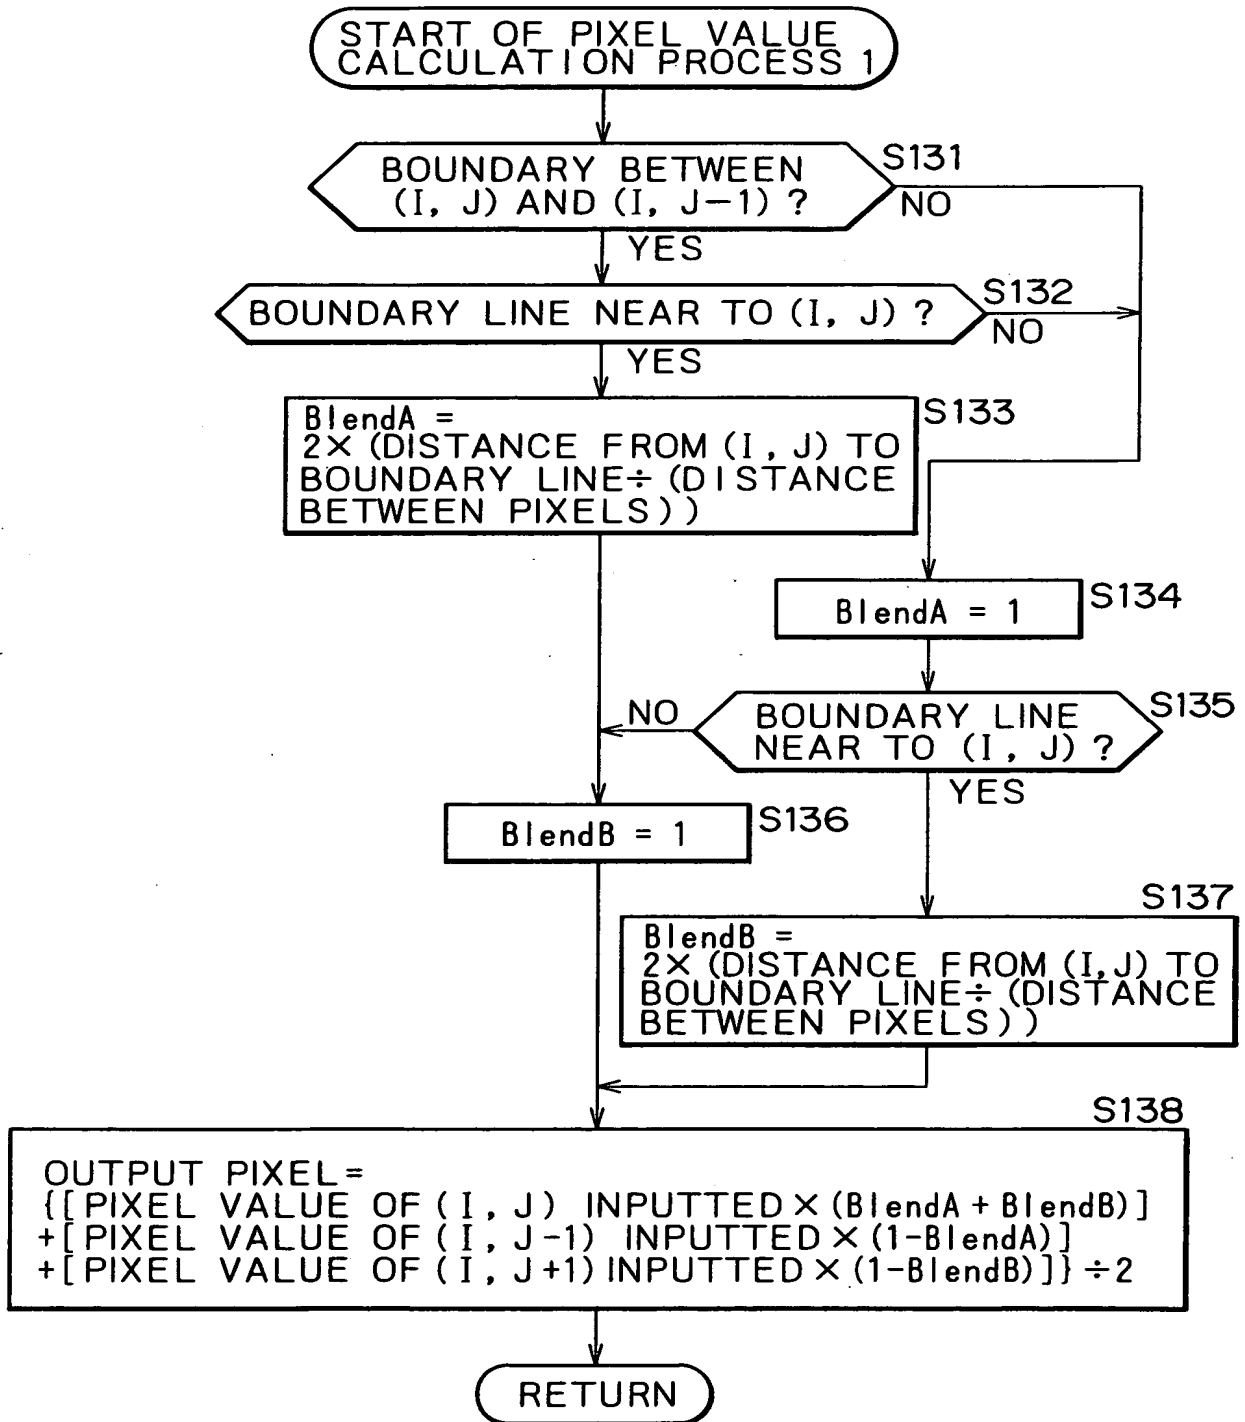 START OF PIXEL VALUE
CALCULATION PROCESS 1
BOUNDARY BETWEEN
(I, J) AND (I, J-1) ?
S131
NO
YES
BOUNDARY LINE NEAR TO (I, J) ?
S132
NO
YES
BlendA =
2× (DISTANCE FROM (I, J) TO
BOUNDARY LINE÷ (DISTANCE
BETWEEN PIXELS))
S133
BlendA = 1
S134
BOUNDARY LINE
NEAR TO (I, J) ?
S135
NO
YES
BlendB = 1
S136
S137
BlendB =
2× (DISTANCE FROM (I,J) TO
BOUNDARY LINE÷ (DISTANCE
BETWEEN PIXELS))
S138
OUTPUT PIXEL=
{[PIXEL VALUE OF (I, J) INPUTTED × (BlendA + BlendB)]
+[PIXEL VALUE OF (I, J-1) INPUTTED × (1-BlendA)]
+[PIXEL VALUE OF (I, J+1) INPUTTED × (1-BlendB)]} ÷2
RETURN